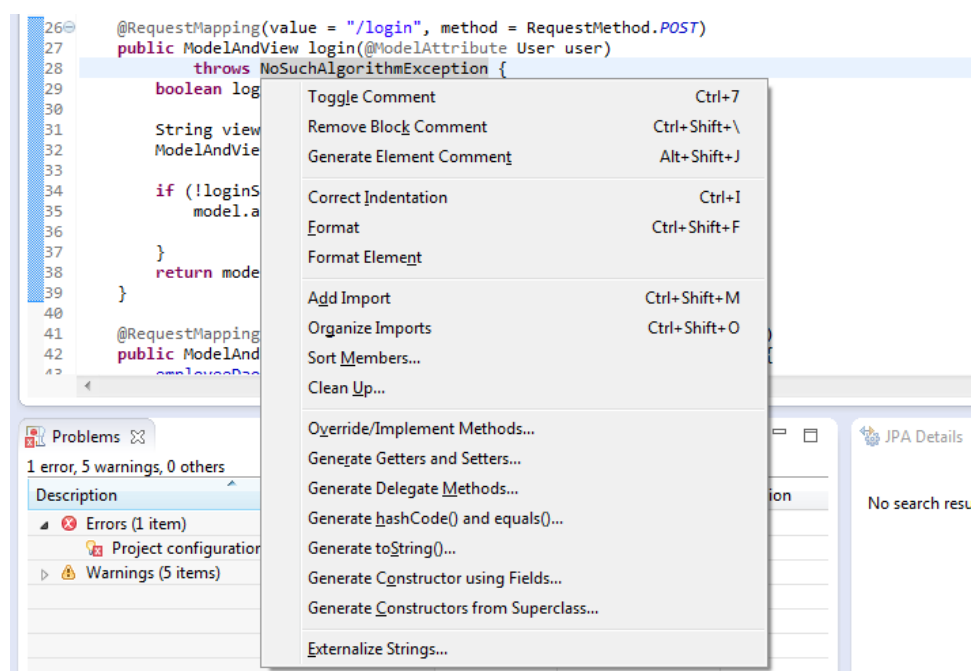 26 @RequestMapping(value = "/login", method = RequestMethod.POST)
27 public ModelAndView login(@ModelAttribute User user)
28 throws NoSuchAlgorithmException {
29 boolean log
30
31 String view
32 ModelAndVie
33
34 if (!loginS
35 model.a
36
37 }
38 return mode
39 }
40
41 @RequestMapping )
42 public ModelAnd {
43 employeeDao
Toggle Comment Ctrl+7
Remove Block Comment Ctrl+Shift+\
Generate Element Comment Alt+Shift+J
Correct Indentation Ctrl+I
Format Ctrl+Shift+F
Format Element
Add Import Ctrl+Shift+M
Organize Imports Ctrl+Shift+O
Sort Members...
Clean Up...
Override/Implement Methods...
Generate Getters and Setters...
Generate Delegate Methods...
Generate hashCode() and equals()...
Generate toString()...
Generate Constructor using Fields...
Generate Constructors from Superclass...
Externalize Strings...
Problems
1 error, 5 warnings, 0 others
Description ion
Errors (1 item)
Project configuration
Warnings (5 items)
JPA Details
No search resu